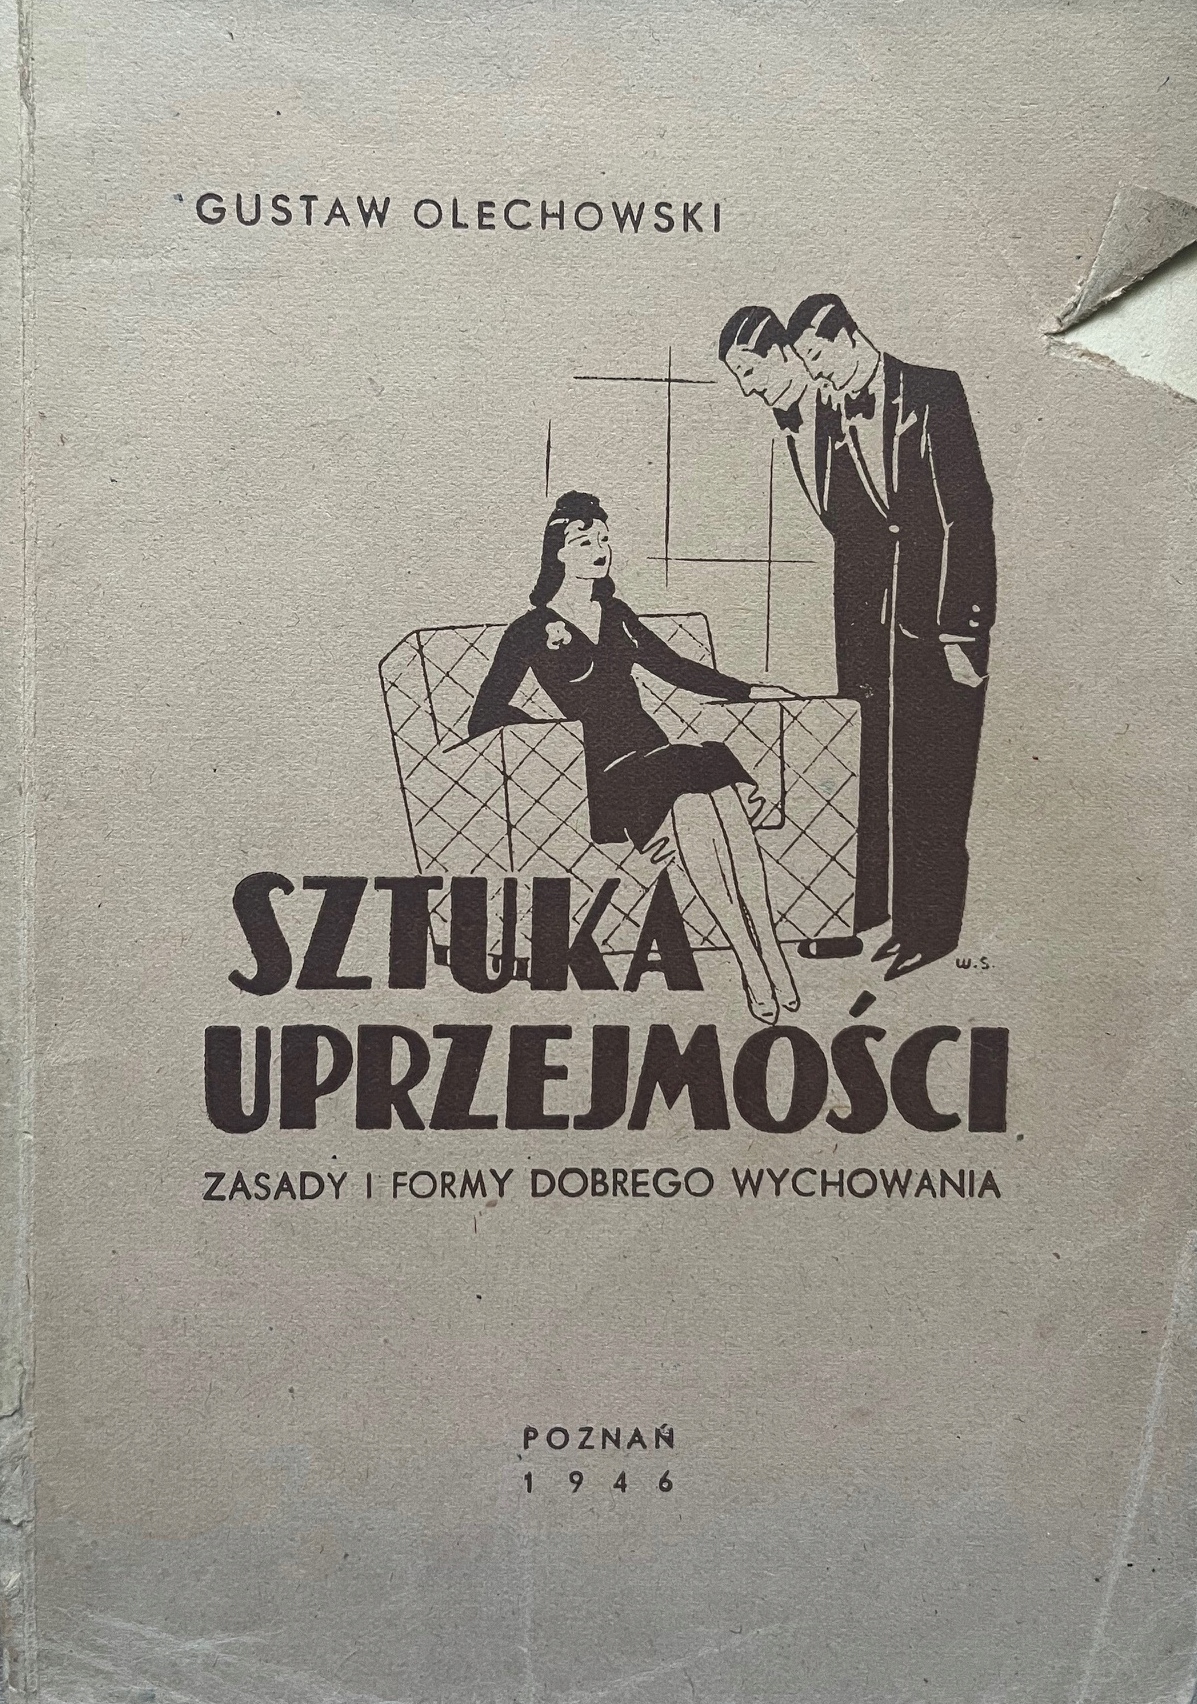 GUSTAW OLECHOWSKI
W.S.
SZTUKA
UPRZEJMOŚCI
ZASADY I FORMY DOBREGO WYCHOWANIA
POZNAŃ
1946